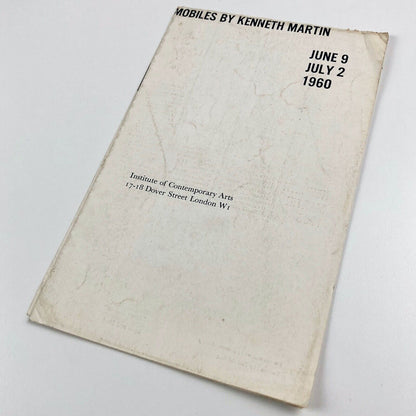 MOBILES BY KENNETH MARTIN
JUNE 9
JULY 2
1960
Institute of Contemporary Arts
17-18 Dover Street London W1